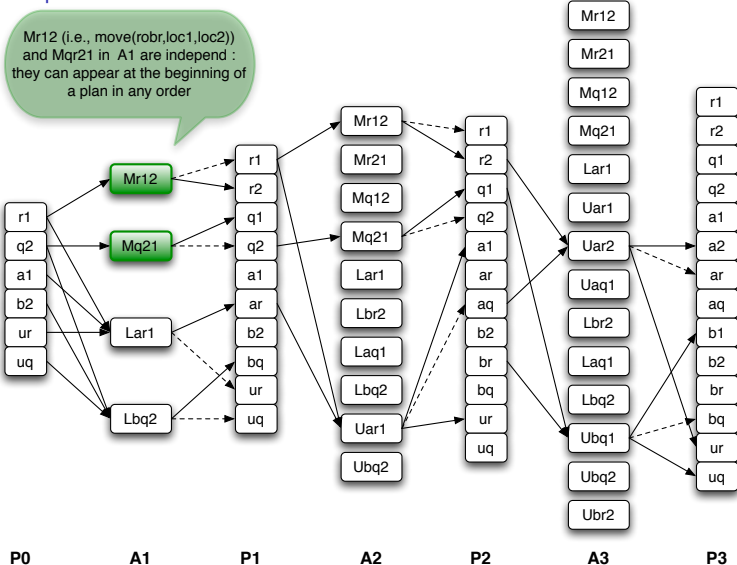 Mr12 (i.e., move(robr,loc1,loc2))
and Mqr21 in A1 are independ :
they can appear at the beginning of
a plan in any order
r1
q2
a1
b2
ur
uq
Mr12
Mq21
Lar1
Lbq2
r1
r2
q1
q2
a1
ar
b2
bq
ur
uq
Mr12
Mr21
Mq12
Mq21
Lar1
Lbr2
Laq1
Lbq2
Uar1
Ubq2
r1
r2
q1
q2
a1
ar
aq
b2
br
bq
ur
uq
Mr12
Mr21
Mq12
Mq21
Lar1
Uar1
Uar2
Uaq1
Lbr2
Laq1
Lbq2
Ubq1
Ubq2
Ubr2
r1
r2
q1
q2
a1
a2
ar
aq
b1
b2
br
bq
ur
uq
P0 A1 P1 A2 P2 A3 P3